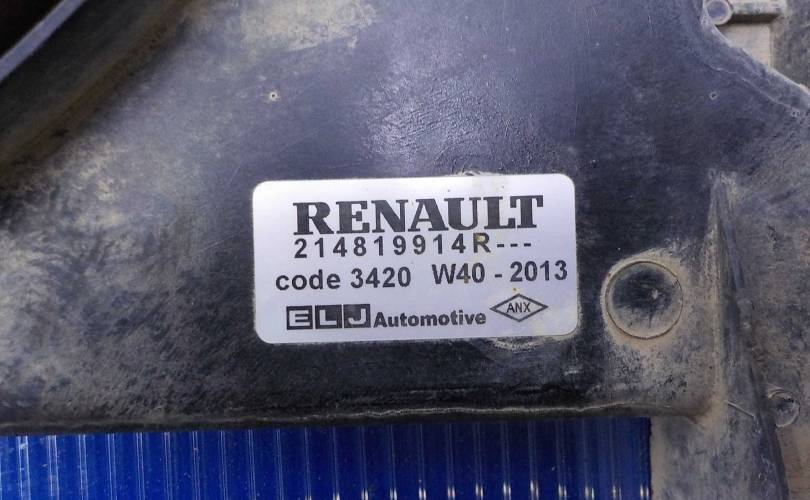 RENAULT
214819914R---
code 3420 W40 - 2013
ELJ Automotive ANX